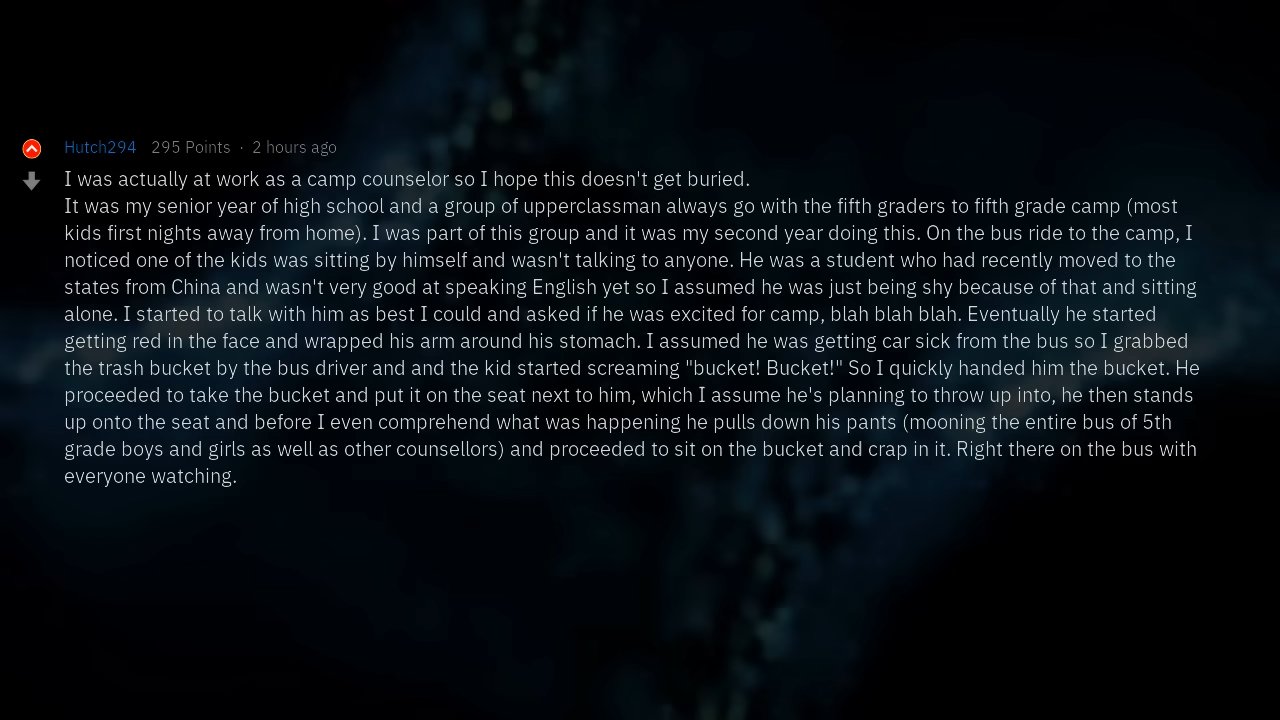 Hutch294 295 Points · 2 hours ago
I was actually at work as a camp counselor so I hope this doesn't get buried.
It was my senior year of high school and a group of upperclassman always go with the fifth graders to fifth grade camp (most
kids first nights away from home). I was part of this group and it was my second year doing this. On the bus ride to the camp, I
noticed one of the kids was sitting by himself and wasn't talking to anyone. He was a student who had recently moved to the
states from China and wasn't very good at speaking English yet so I assumed he was just being shy because of that and sitting
alone. I started to talk with him as best I could and asked if he was excited for camp, blah blah blah. Eventually he started
getting red in the face and wrapped his arm around his stomach. I assumed he was getting car sick from the bus so I grabbed
the trash bucket by the bus driver and and the kid started screaming "bucket! Bucket!" So I quickly handed him the bucket. He
proceeded to take the bucket and put it on the seat next to him, which I assume he's planning to throw up into, he then stands
up onto the seat and before I even comprehend what was happening he pulls down his pants (mooning the entire bus of 5th
grade boys and girls as well as other counsellors) and proceeded to sit on the bucket and crap in it. Right there on the bus with
everyone watching.